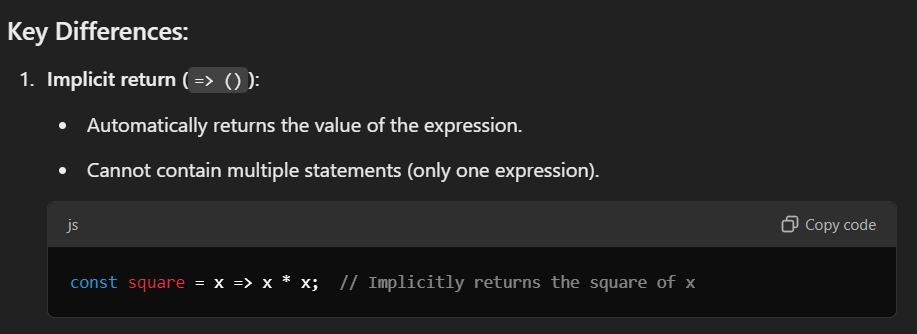 Key Differences:
1. Implicit return ( => () ):
• Automatically returns the value of the expression.
• Cannot contain multiple statements (only one expression).
js Copy code
const square = x => x * x;  // Implicitly returns the square of x